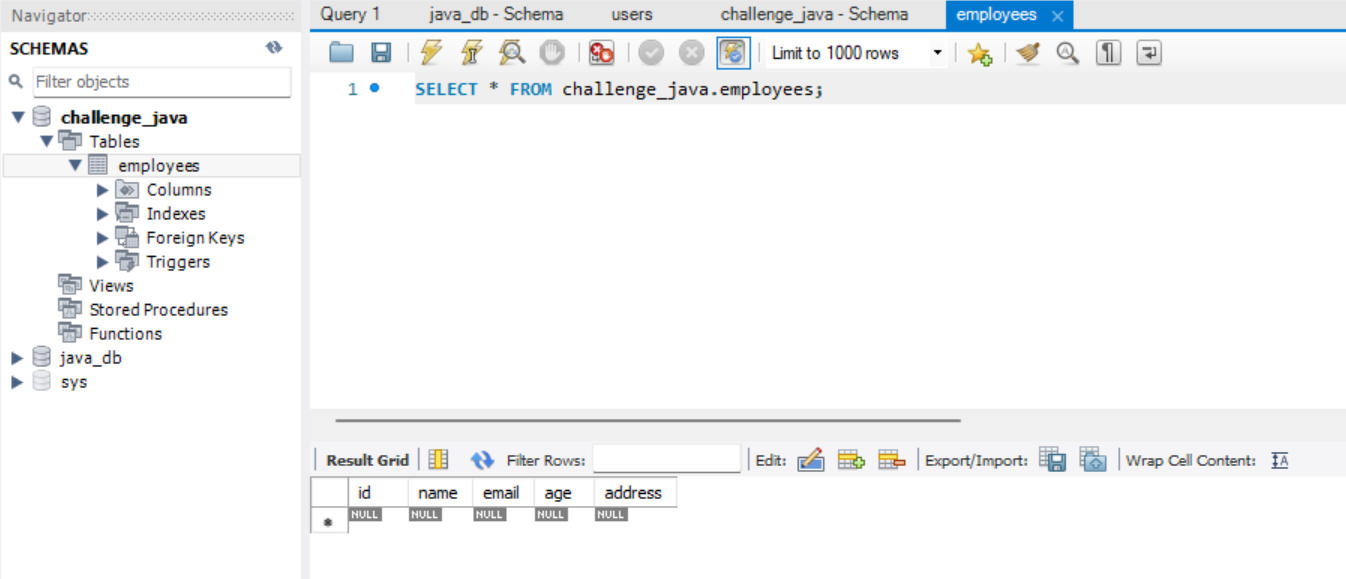 Navigator
SCHEMAS
Filter objects
challenge_java
Tables
employees
Columns
Indexes
Foreign Keys
Triggers
Views
Stored Procedures
Functions
java_db
sys
Query 1 java_db - Schema users challenge_java - Schema employees
Limit to 1000 rows
1 SELECT * FROM challenge_java.employees;
Result Grid Filter Rows: Edit: Export/Import: Wrap Cell Content:
id name email age address
NULL NULL NULL NULL NULL